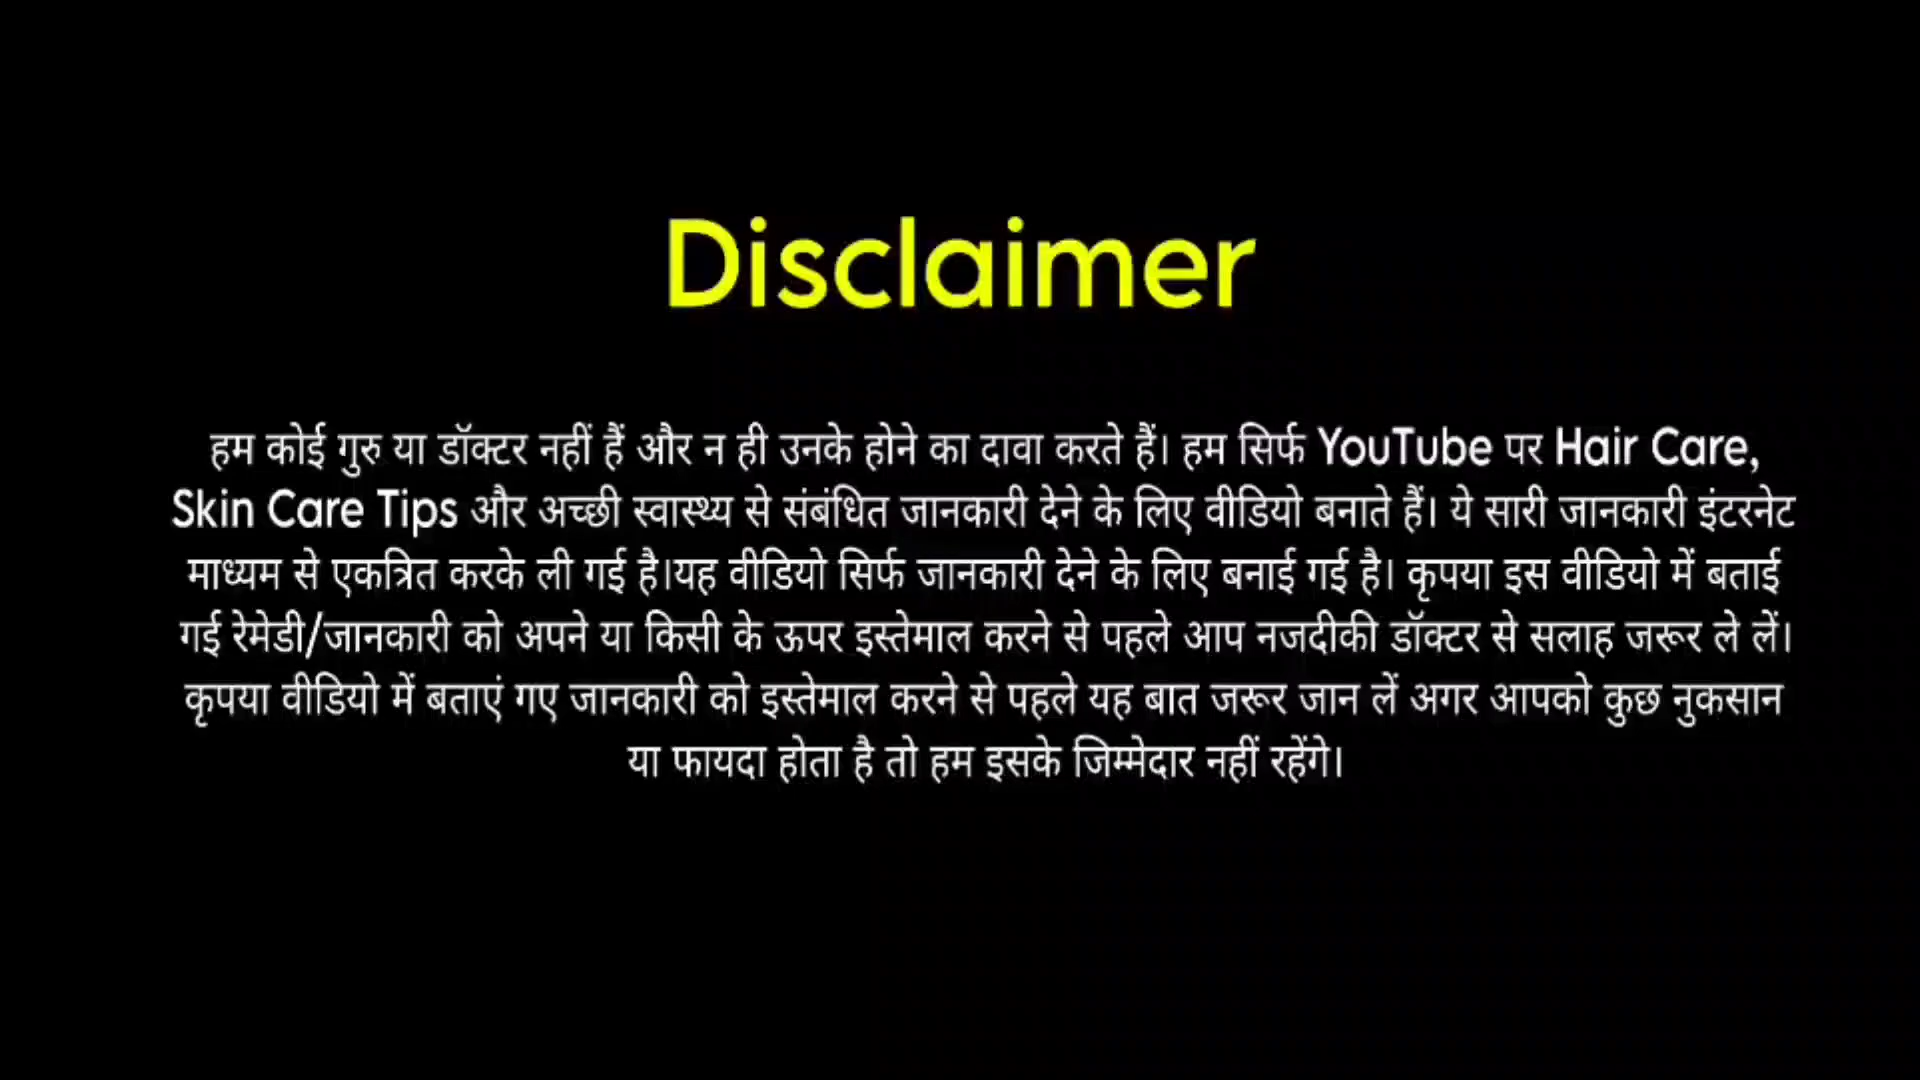 Disclaimer
हम कोई गुरु या डॉक्टर नहीं हैं और न ही उनके होने का दावा करते हैं। हम सिर्फ YouTube पर Hair Care,
Skin Care Tips और अच्छी स्वास्थ्य से संबंधित जानकारी देने के लिए वीडियो बनाते हैं। ये सारी जानकारी इंटरनेट
माध्यम से एकत्रित करके ली गई है।यह वीडियो सिर्फ जानकारी देने के लिए बनाई गई है। कृपया इस वीडियो में बताई
गई रेमेडी/जानकारी को अपने या किसी के ऊपर इस्तेमाल करने से पहले आप नजदीकी डॉक्टर से सलाह जरूर ले लें।
कृपया वीडियो में बताएं गए जानकारी को इस्तेमाल करने से पहले यह बात जरूर जान लें अगर आपको कुछ नुकसान
या फायदा होता है तो हम इसके जिम्मेदार नहीं रहेंगे।